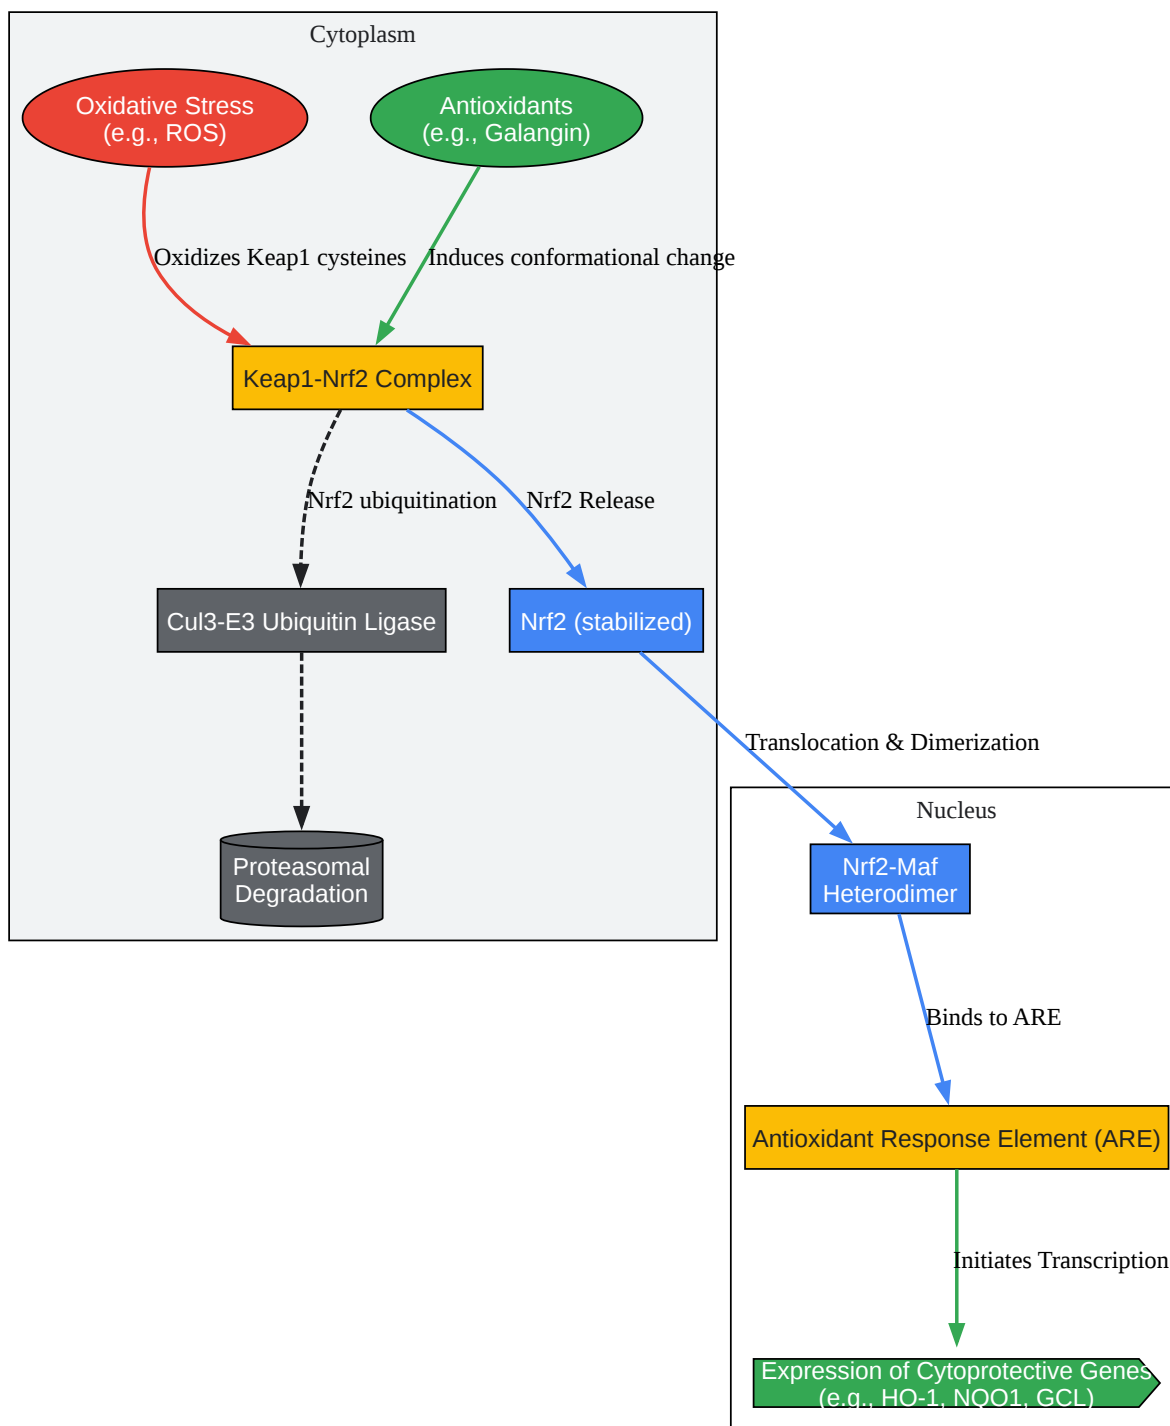 Cytoplasm
Oxidative Stress
(e.g., ROS)
Antioxidants
(e.g., Galangin)
Oxidizes Keap1 cysteines
Induces conformational change
Keap1-Nrf2 Complex
Nrf2 ubiquitination
Nrf2 Release
Cul3-E3 Ubiquitin Ligase
Nrf2 (stabilized)
Translocation & Dimerization
Proteasomal
Degradation
Nucleus
Nrf2-Maf
Heterodimer
Binds to ARE
Antioxidant Response Element (ARE)
Initiates Transcription
Expression of Cytoprotective Genes
(e.g., HO-1, NQO1, GCL)